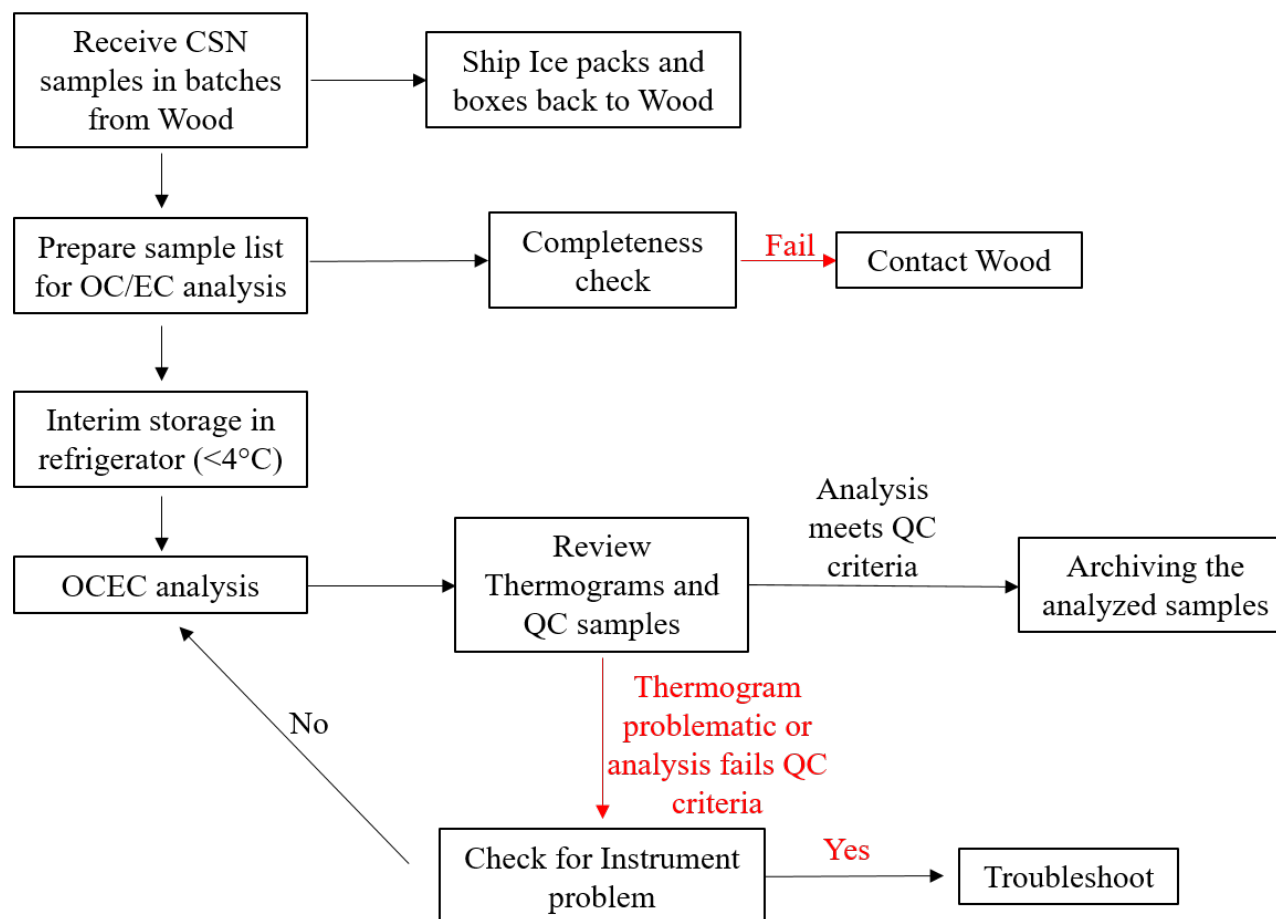 Receive CSN
samples in batches
from Wood
Ship Ice packs and
boxes back to Wood
Prepare sample list
for OC/EC analysis
Completeness
check
Fail
Contact Wood
Interim storage in
refrigerator (<4°C)
OCEC analysis
Review
Thermograms and
QC samples
Analysis
meets QC
criteria
Archiving the
analyzed samples
No
Thermogram
problematic or
analysis fails QC
criteria
Check for Instrument
problem
Yes
Troubleshoot